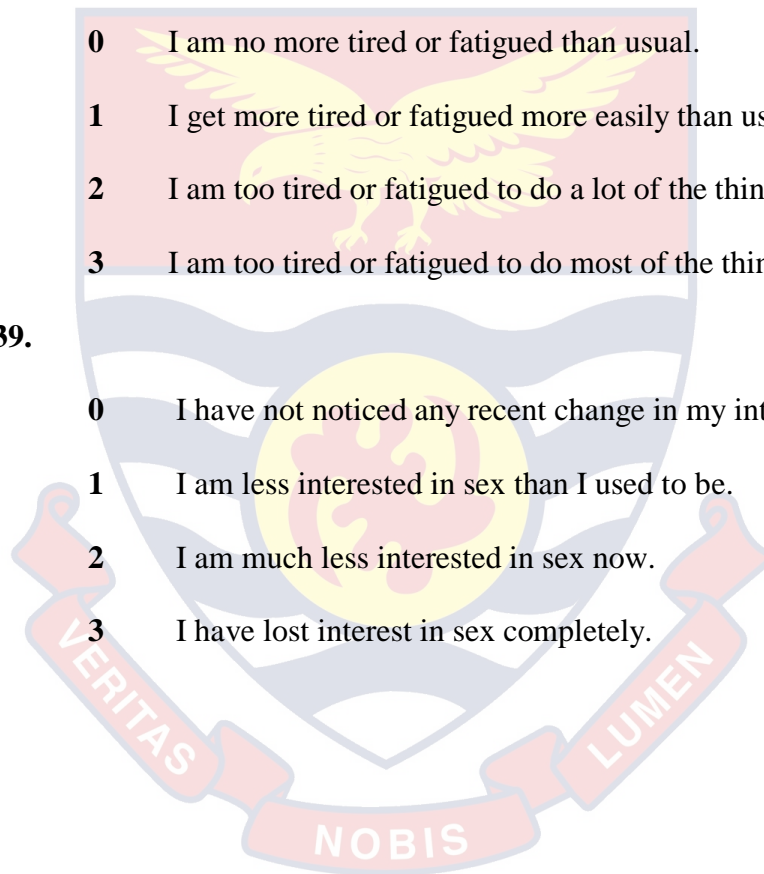 0 I am no more tired or fatigued than usual.
1 I get more tired or fatigued more easily than
2 I am too tired or fatigued to do a lot of the
3 I am too tired or fatigued to do most of the
39.
0 I have not noticed any recent change in my
1 I am less interested in sex than I used to be.
2 I am much less interested in sex now.
3 I have lost interest in sex completely.
VERITAS
NOBIS
LUMEN